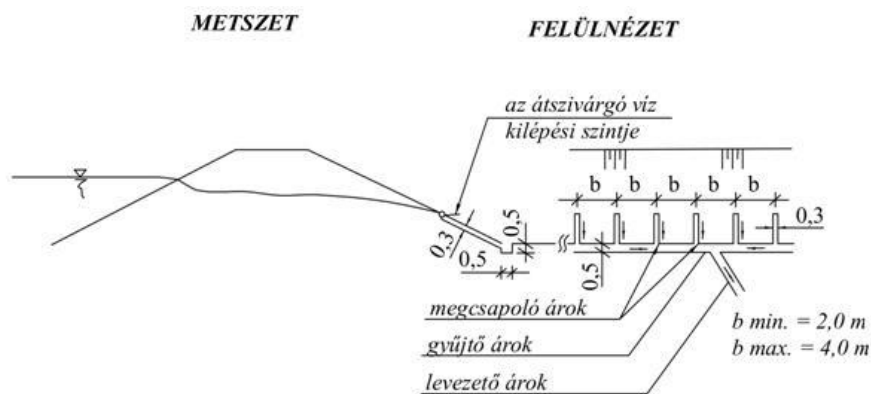 METSZET
FELÜLNÉZET
az átszivárgó víz
kilépési szintje
b
b
b
b
b
0,3
0,5
0,3
0,5
0,5
megcsapoló árok
gyűjtő árok
levezető árok
b min. = 2,0 m
b max. = 4,0 m